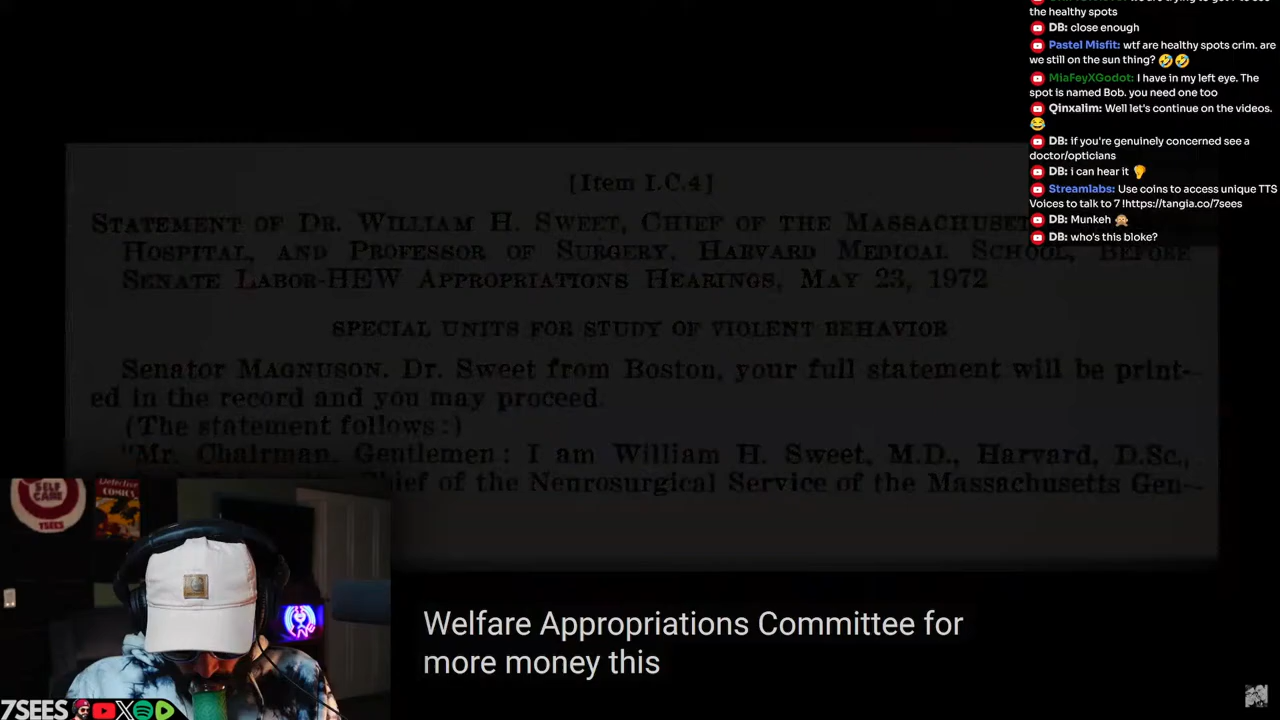 the healthy spots
DB: close enough
Pastel Misfit: wtf are healthy spots crim. are
we still on the sun thing? 🤣🤣
MiaFeyXGodot: I have in my left eye. The
spot is named Bob. you need one too
Qinxalim: Well let's continue on the videos.
😂
DB: if you're genuinely concerned see a
doctor/opticians
DB: i can hear it 👂
Streamlabs: Use coins to access unique TTS
Voices to talk to 7 !https://tangia.co/7sees
DB: Munkeh 🙊
DB: who's this bloke?
[Item I.C.4]
STATEMENT OF DR. WILLIAM H. SWEET, CHIEF OF THE
HOSPITAL, AND PROFESSOR OF SURGERY, HARVARD MEDICAL SCHOOL, BEFORE
SENATE LABOR-HEW APPROPRIATIONS HEARINGS, MAY 23, 1972
SPECIAL UNITS FOR STUDY OF VIOLENT BEHAVIOR
Senator MAGNUSON. Dr. Sweet from Boston, your full statement will be print-
ed in the record and you may proceed.
(The statement follows:)
"Mr. Chairman, Gentlemen: I am William H. Sweet, M.D., Harvard, D.Sc.,
Chief of the Neurosurgical Service of the Massachusetts Gen-
SELF
CARE
7SEES
Detective
COMICS
Welfare Appropriations Committee for
more money this
7SEES